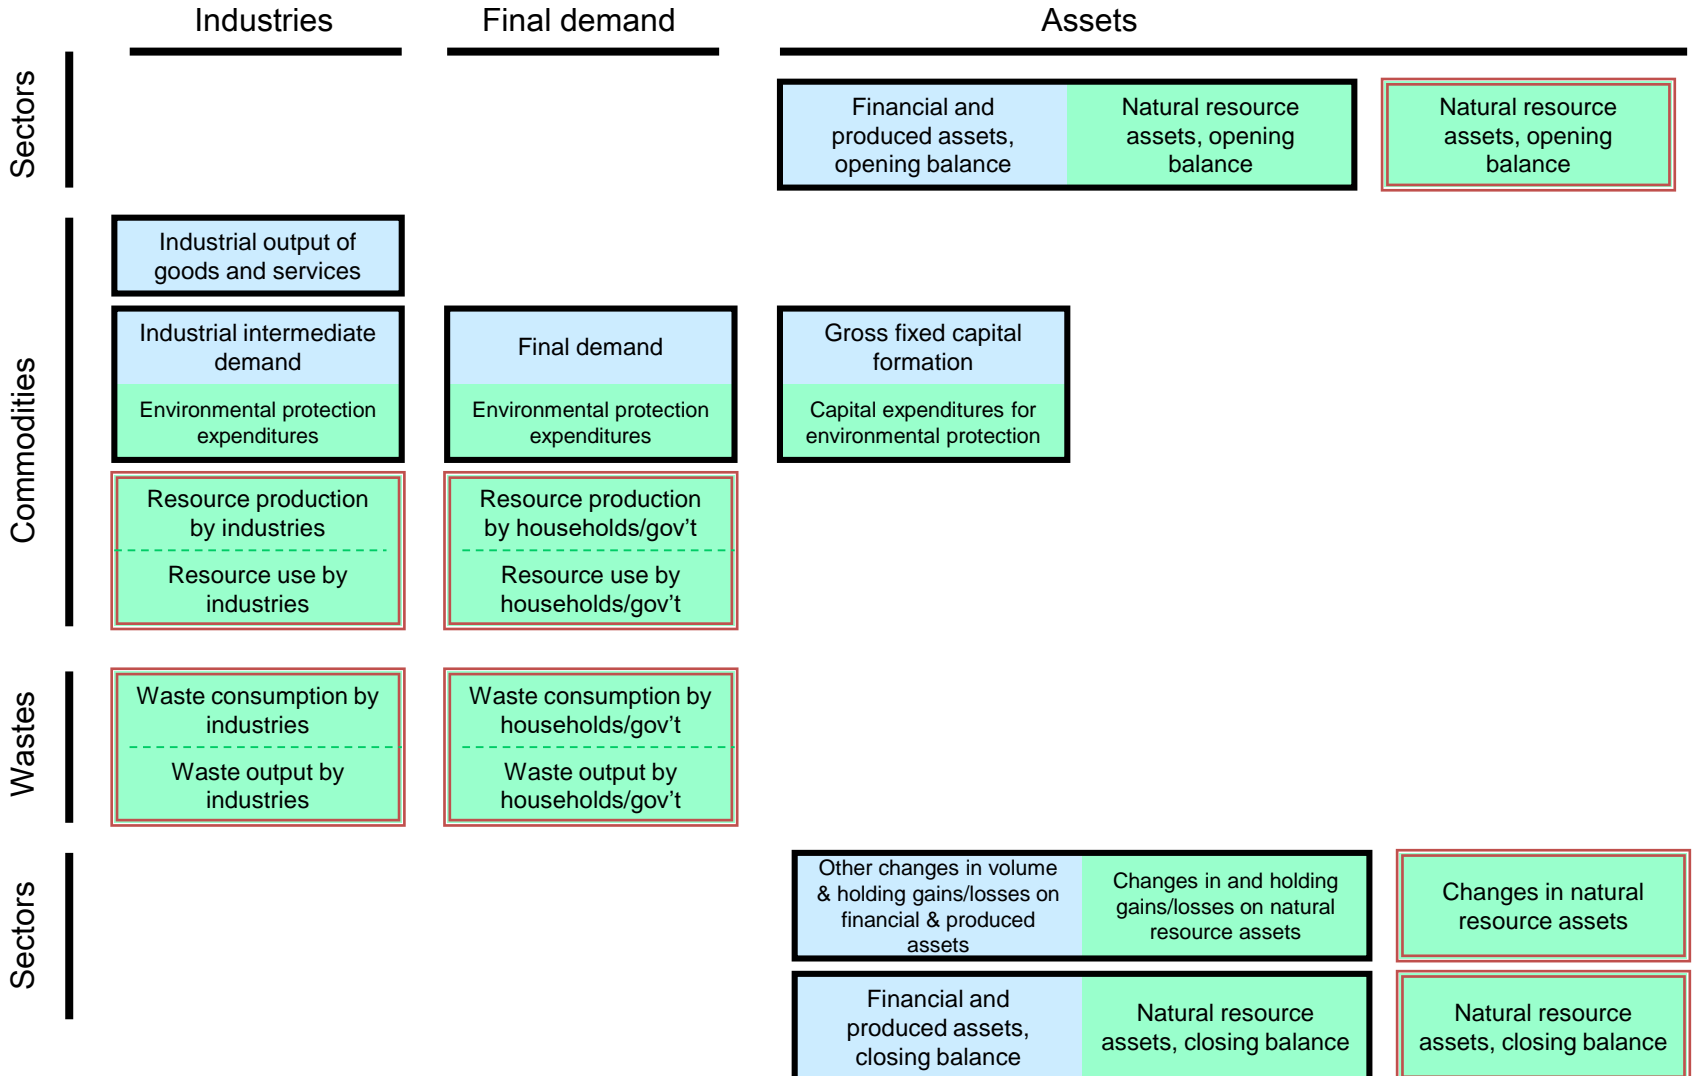 Industries
Final demand
Assets
Sectors
Financial and
produced assets,
opening balance
Natural resource
assets, opening
balance
Natural resource
assets, opening
balance
Commodities
Industrial output of
goods and services
Industrial intermediate
demand
Environmental protection
expenditures
Final demand
Environmental protection
expenditures
Gross fixed capital
formation
Capital expenditures for
environmental protection
Resource production
by industries
Resource use by
industries
Resource production
by households/gov’t
Resource use by
households/gov’t
Wastes
Waste consumption by
industries
Waste output by
industries
Waste consumption by
households/gov’t
Waste output by
households/gov’t
Sectors
Other changes in volume
& holding gains/losses on
financial & produced
assets
Changes in and holding
gains/losses on natural
resource assets
Changes in natural
resource assets
Financial and
produced assets,
closing balance
Natural resource
assets, closing balance
Natural resource
assets, closing balance